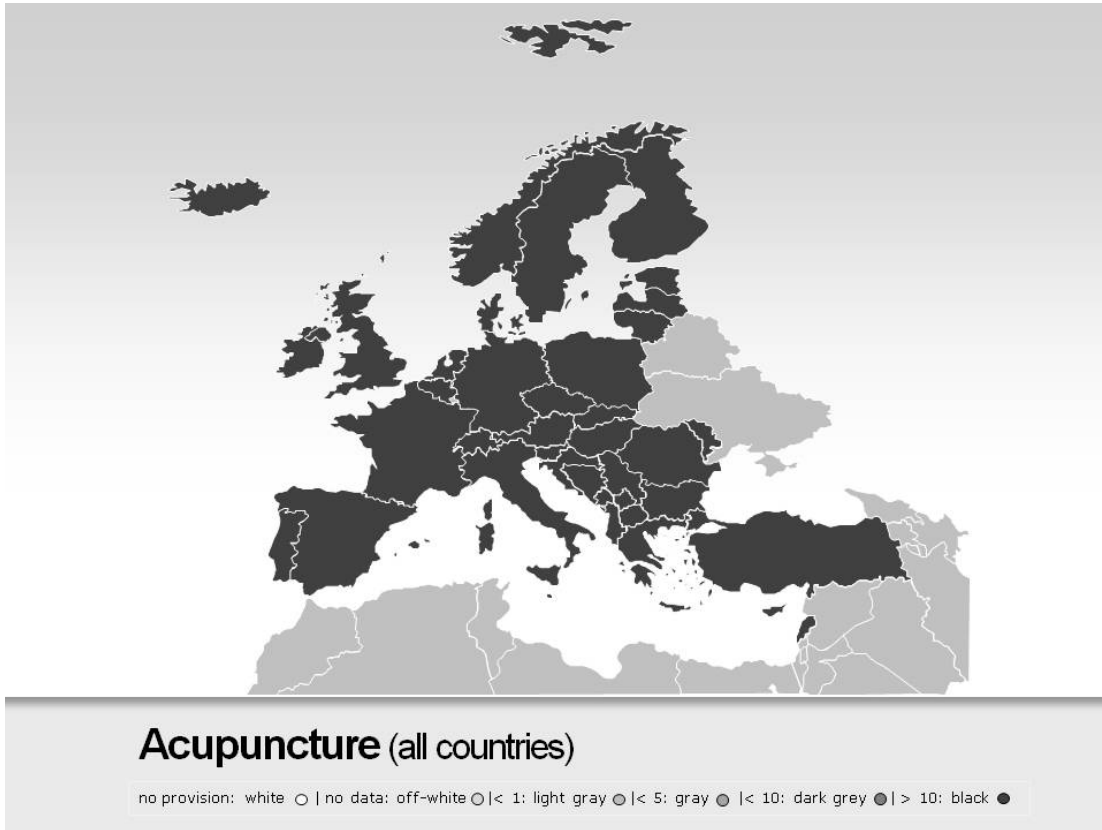 Acupuncture (all countries)
no provision: white | no data: off-white |< 1: light gray |< 5: gray |< 10: dark grey | > 10: black